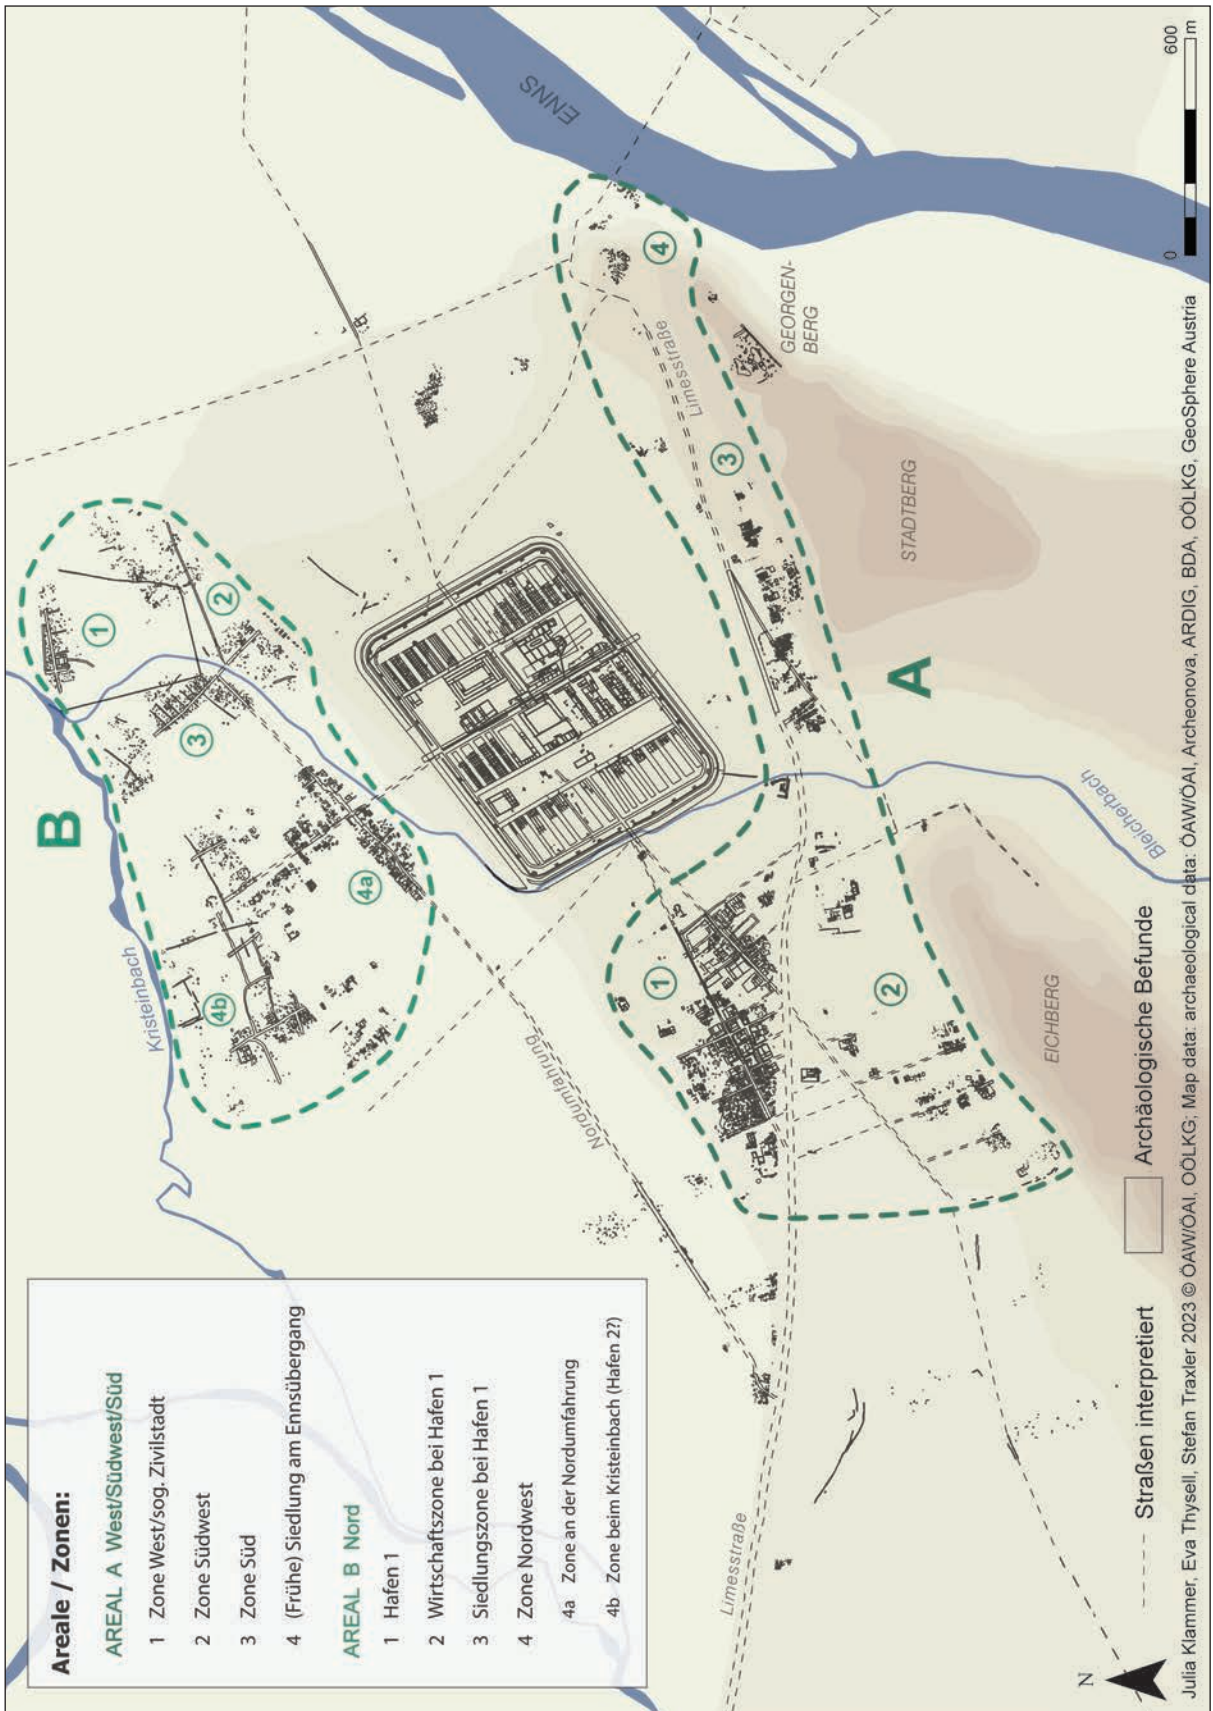 Areale / Zonen:
AREAL A West/Südwest/Süd
1 Zone West/sog. Zivilstadt
2 Zone Südwest
3 Zone Süd
4 (Frühe) Siedlung am Ennsübergang
AREAL B Nord
1 Hafen 1
2 Wirtschaftszone bei Hafen 1
3 Siedlungszone bei Hafen 1
4 Zone Nordwest
4a Zone an der Nordumfahrung
4b Zone beim Kristeinbach (Hafen 2?)
Kristeinbach
B
1
2
3
4a
4b
ENNS
Nordumfahrung
Limesstraße
Limesstraße
1
2
3
4
A
GEORGEN-
BERG
STADTBERG
EICHBERG
Bleicherbach
N
Straßen interpretiert
Archäologische Befunde
0
600
m
Julia Klammer, Eva Thysell, Stefan Traxler 2023 © ÖAW/ÖAI, OÖLKG; Map data: archaeological data: ÖAW/ÖAI, Archeonova, ARDIG, BDA, OÖLKG, GeoSphere Austria